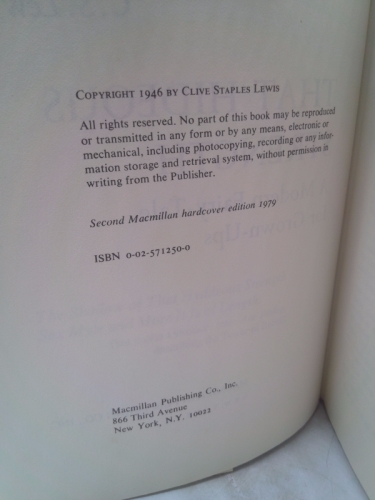 COPYRIGHT 1946 BY CLIVE STAPLES LEWIS
All rights reserved. No part of this book may be reproduced
or transmitted in any form or by any means, electronic or
mechanical, including photocopying, recording or any infor-
mation storage and retrieval system, without permission in
writing from the Publisher.
Second Macmillan hardcover edition 1979
ISBN 0-02-571250-0
Macmillan Publishing Co., Inc.
866 Third Avenue
New York, N.Y. 10022